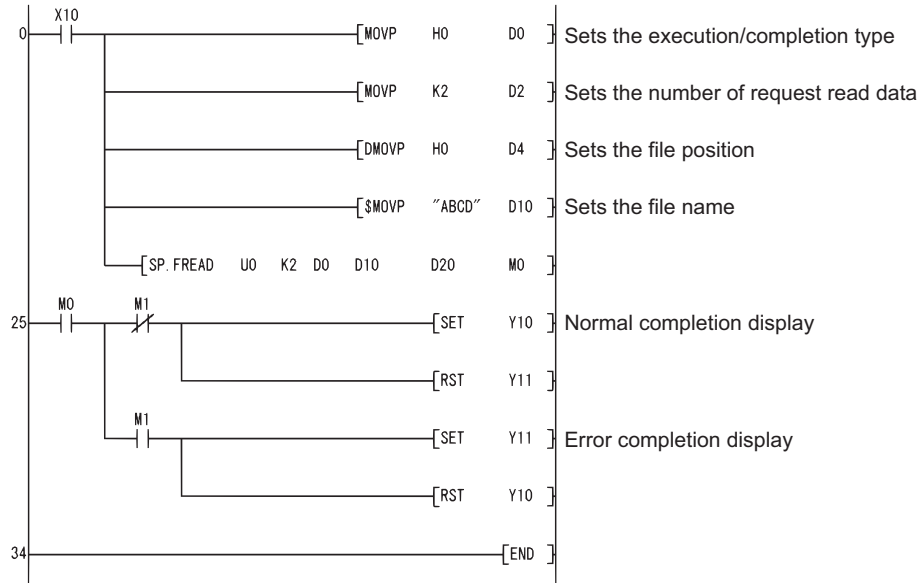 X10
0 [MOVP H0 D0 ] Sets the execution/completion type
[MOVP K2 D2 ] Sets the number of request read data
[DMOVP H0 D4 ] Sets the file position
[$MOVP "ABCD" D10 ] Sets the file name
[SP.FREAD U0 K2 D0 D10 D20 M0 ]
M0 M1
25 [SET Y10 ] Normal completion display
[RST Y11 ]
M1
[SET Y11 ] Error completion display
[RST Y10 ]
34 [END ]